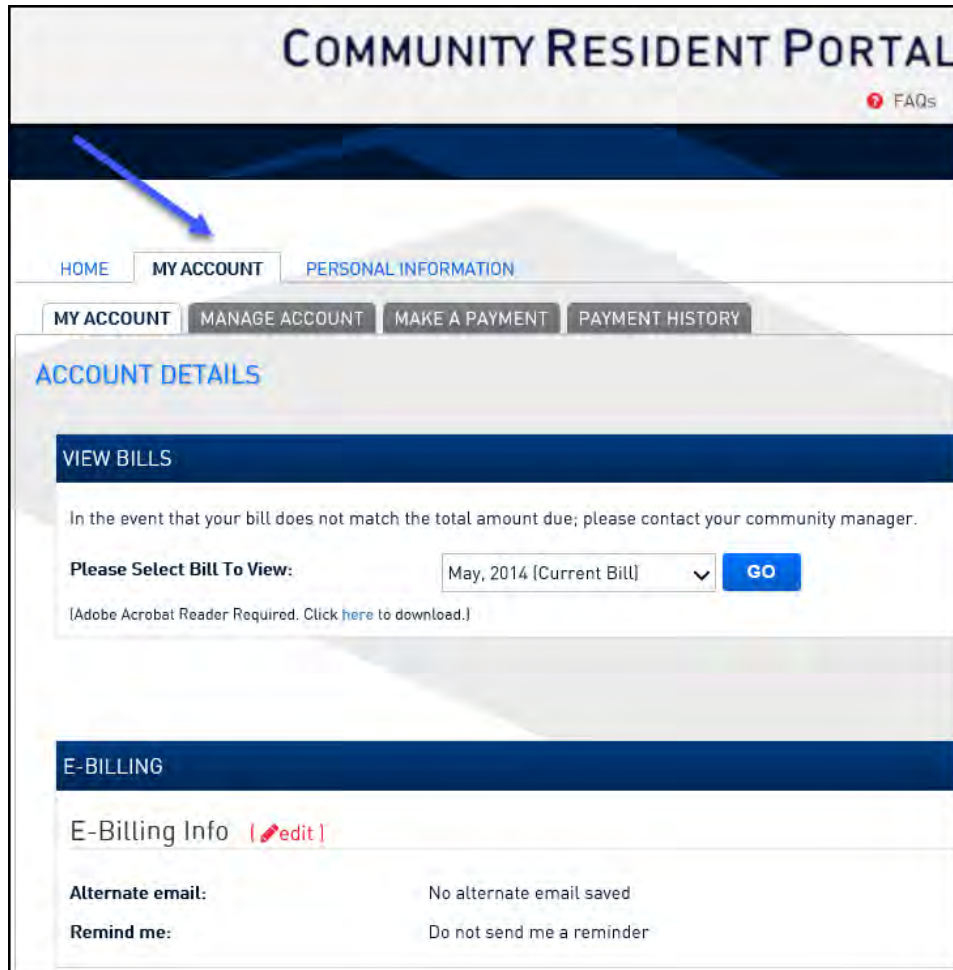 COMMUNITY RESIDENT PORTAL
FAQs
HOME MY ACCOUNT PERSONAL INFORMATION
MY ACCOUNT MANAGE ACCOUNT MAKE A PAYMENT PAYMENT HISTORY
ACCOUNT DETAILS
VIEW BILLS
In the event that your bill does not match the total amount due; please contact your community manager.
Please Select Bill To View: May, 2014 (Current Bill) GO
(Adobe Acrobat Reader Required. Click here to download.)
E-BILLING
E-Billing Info ( edit )
Alternate email: No alternate email saved
Remind me: Do not send me a reminder